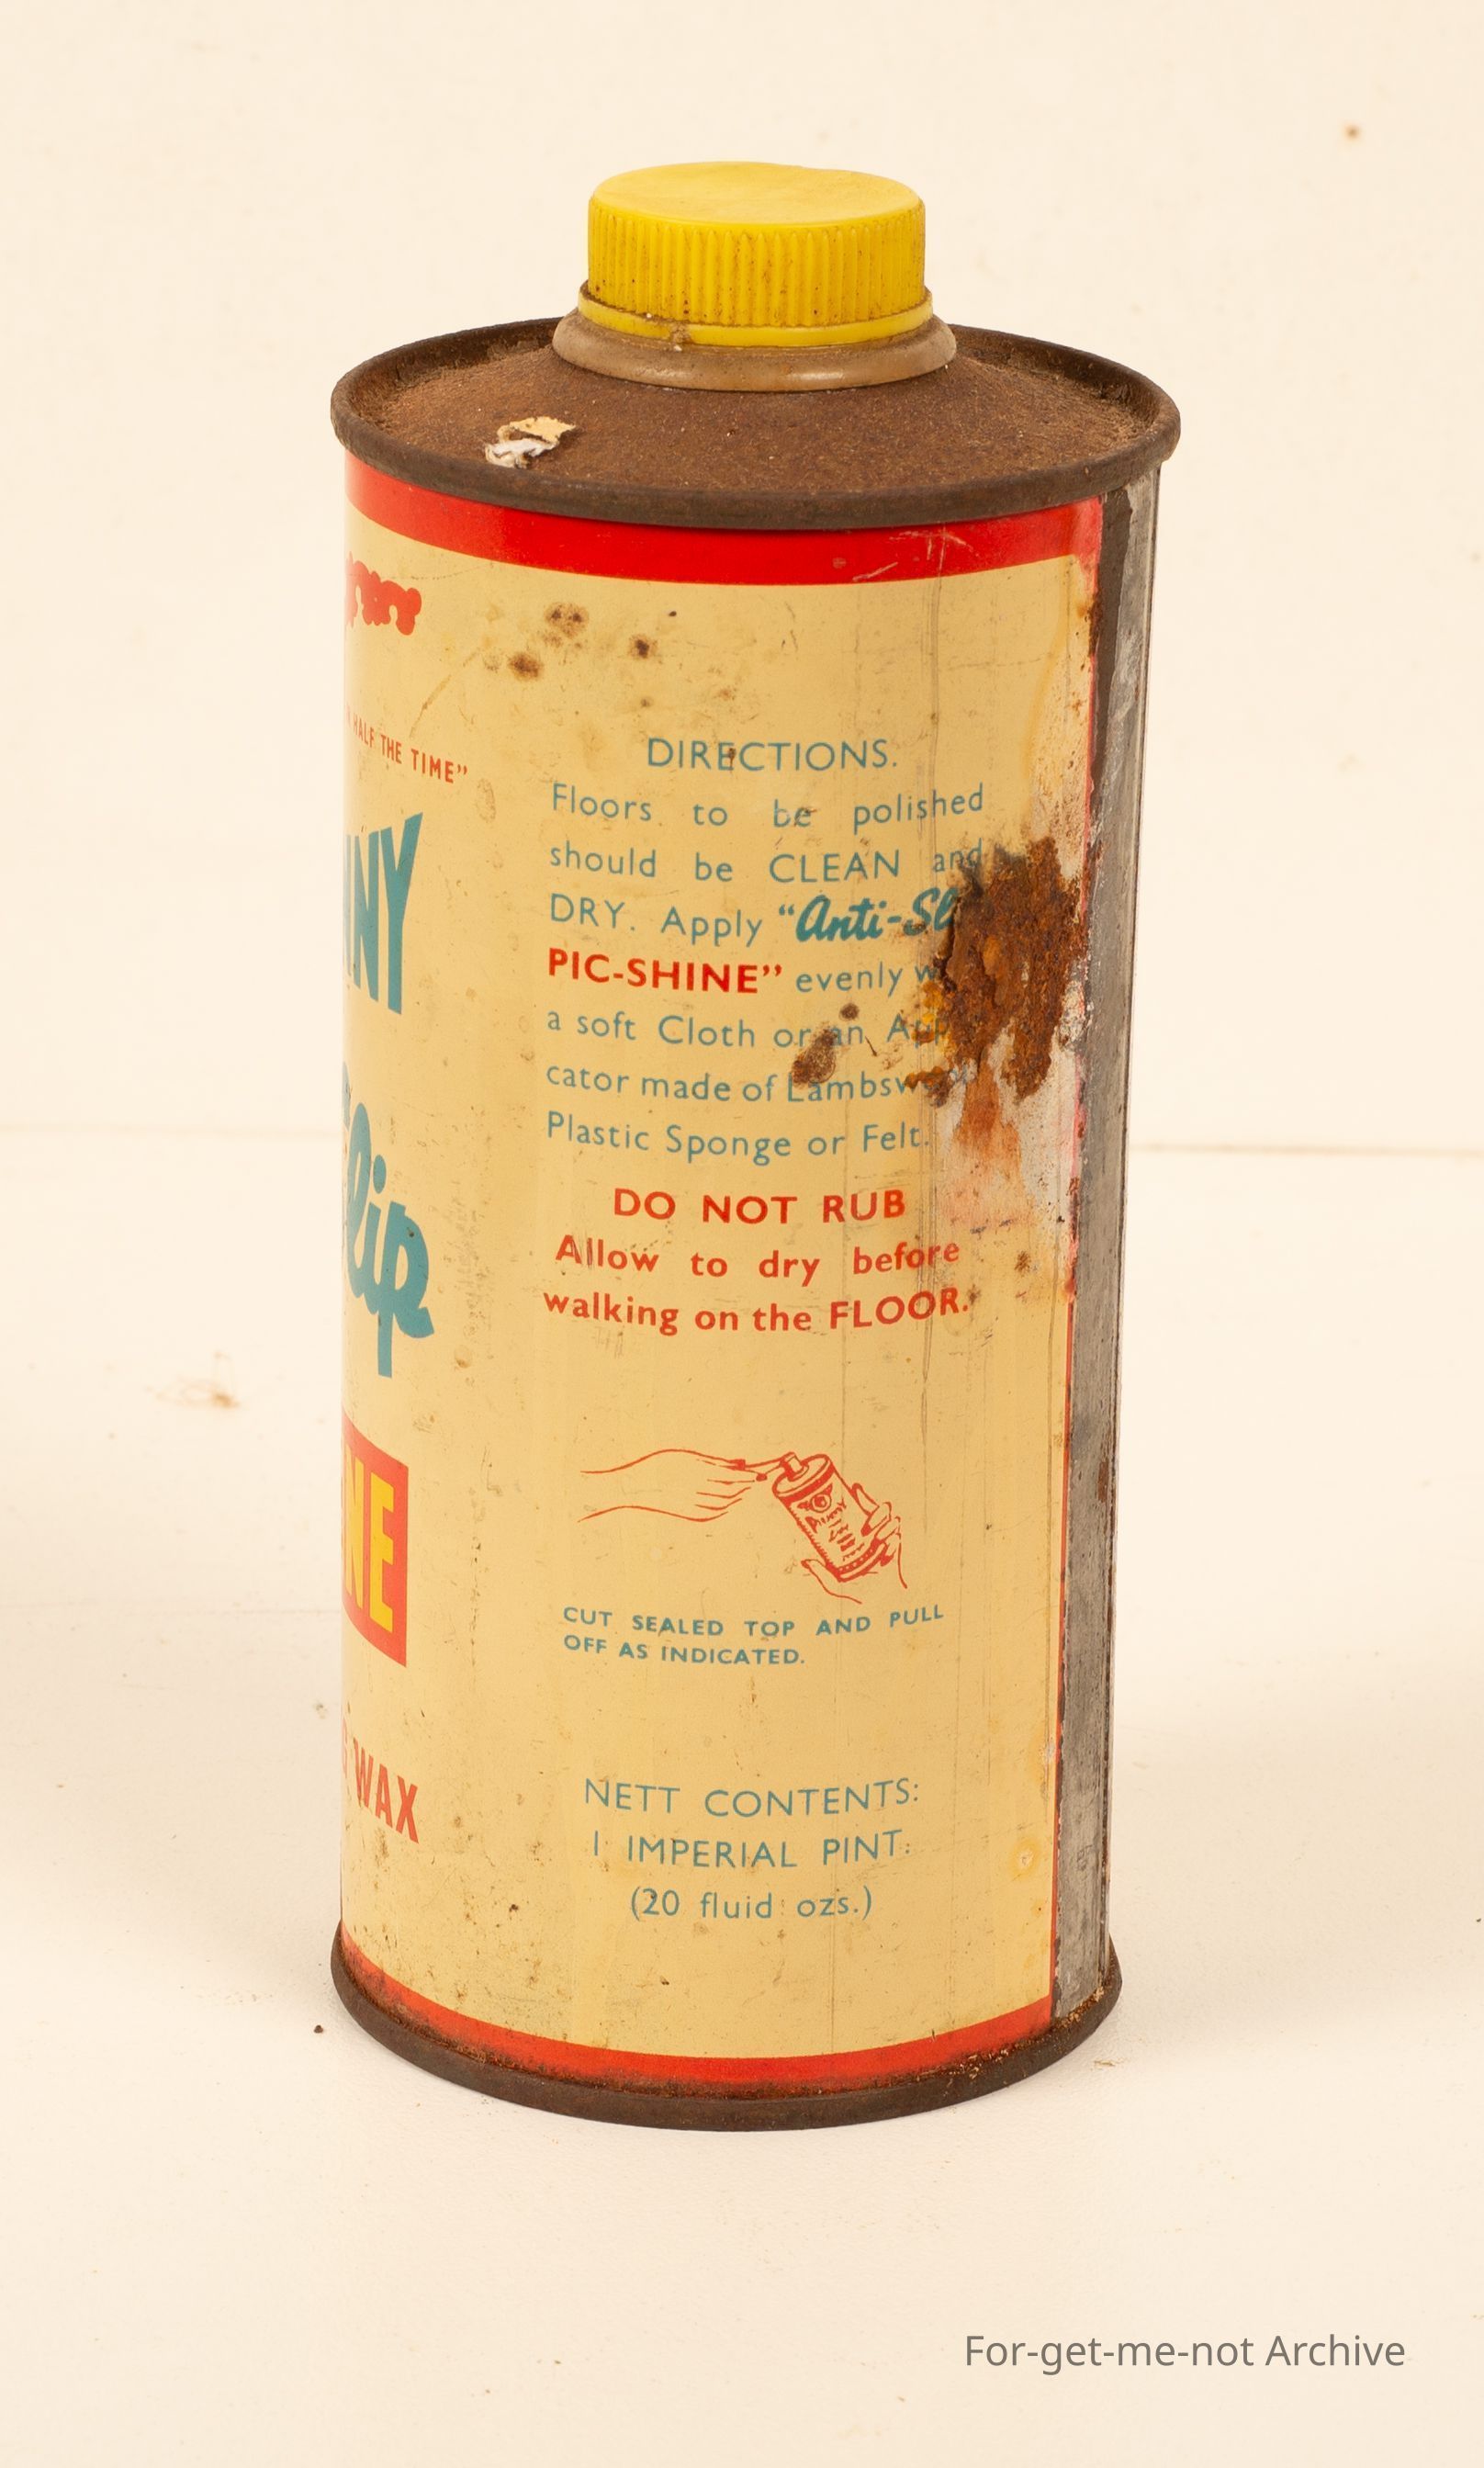 HALF THE TIME”
lip
NE
WAX
DIRECTIONS.
Floors to be polished
should be CLEAN and
DRY. Apply “Anti-Sl
PIC-SHINE” evenly
a soft Cloth or an
cator made of
Plastic Sponge or Felt.
DO NOT RUB
Allow to dry before
walking on the FLOOR.
CUT SEALED TOP AND PULL
OFF AS INDICATED.
NETT CONTENTS:
1 IMPERIAL PINT:
(20 fluid ozs.)
For-get-me-not Archive